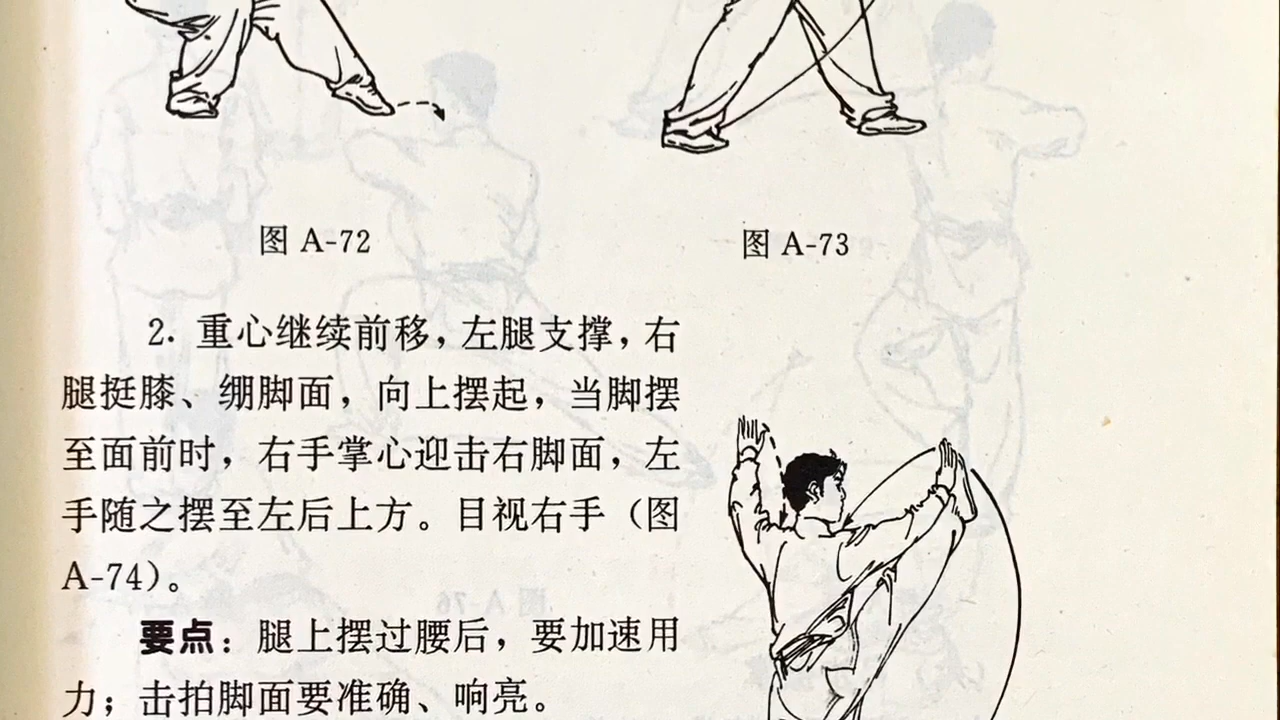 图 A-72
图 A-73
2. 重心继续前移，左腿支撑，右
腿挺膝、绷脚面，向上摆起，当脚摆
至面前时，右手掌心迎击右脚面，左
手随之摆至左后上方。目视右手（图
A-74）。
要点：腿上摆过腰后，要加速用
力；击拍脚面要准确、响亮。
图 A-76